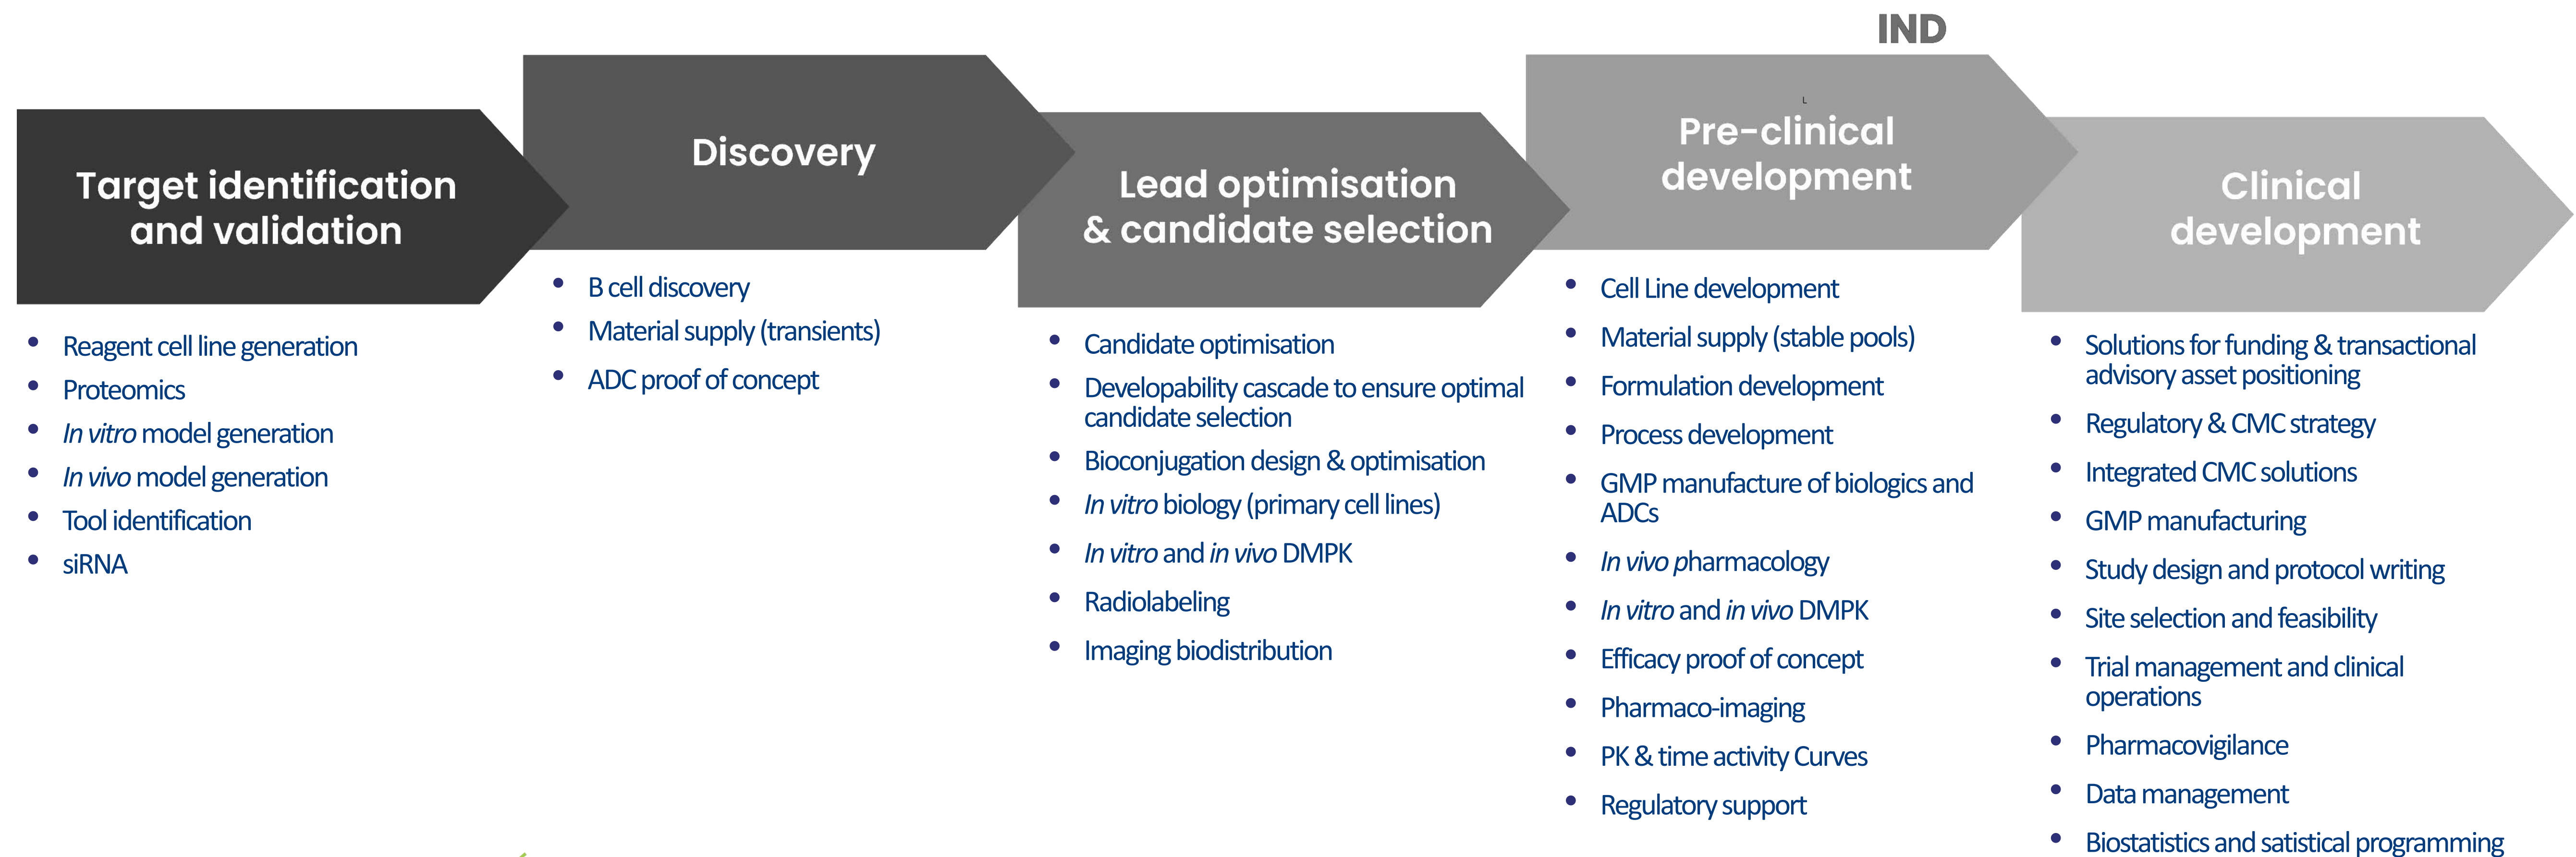 IND
Target identification
and validation
• Reagent cell line generation
• Proteomics
• In vitro model generation
• In vivo model generation
• Tool identification
• siRNA
Discovery
• B cell discovery
• Material supply (transients)
• ADC proof of concept
Lead optimisation
& candidate selection
• Candidate optimisation
• Developability cascade to ensure optimal
candidate selection
• Bioconjugation design & optimisation
• In vitro biology (primary cell lines)
• In vitro and in vivo DMPK
• Radiolabeling
• Imaging biodistribution
L
Pre-clinical
development
• Cell Line development
• Material supply (stable pools)
• Formulation development
• Process development
• GMP manufacture of biologics and
ADCs
• In vivo pharmacology
• In vitro and in vivo DMPK
• Efficacy proof of concept
• Pharmaco-imaging
• PK & time activity Curves
• Regulatory support
Clinical
development
• Solutions for funding & transactional
advisory asset positioning
• Regulatory & CMC strategy
• Integrated CMC solutions
• GMP manufacturing
• Study design and protocol writing
• Site selection and feasibility
• Trial management and clinical
operations
• Pharmacovigilance
• Data management
• Biostatistics and satistical programming